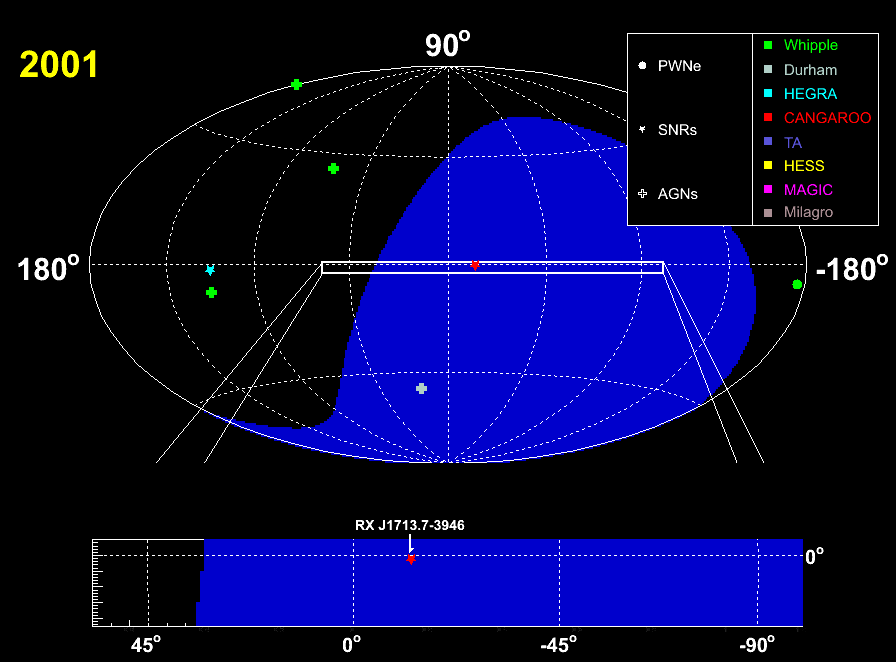 2001
90°
PWNe
SNRs
AGNs
Whipple
Durham
HEGRA
CANGAROO
TA
HESS
MAGIC
Milagro
180°
-180°
RX J1713.7-3946
0°
45°
0°
-45°
-90°